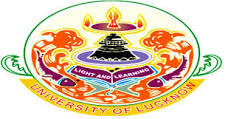 LIGHT AND LEARNING
UNIVERSITY OF LUCKNOW